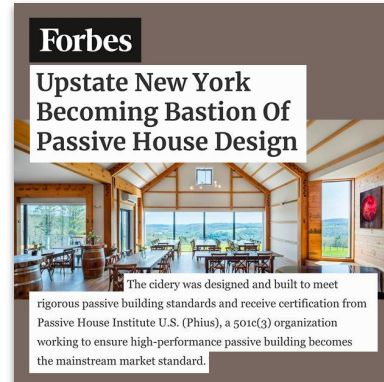 Forbes
Upstate New York
Becoming Bastion Of
Passive House Design
The cidery was designed and built to meet
rigorous passive building standards and receive certification from
Passive House Institute U.S. (Phius), a 501c(3) organization
working to ensure high-performance passive building becomes
the mainstream market standard.